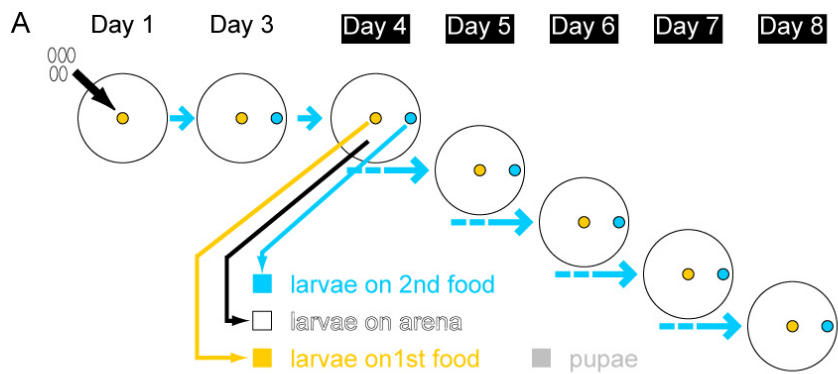 A
Day 1 Day 3 Day 4 Day 5 Day 6 Day 7 Day 8
larvae on 2nd food
larvae on arena
larvae on1st food pupae